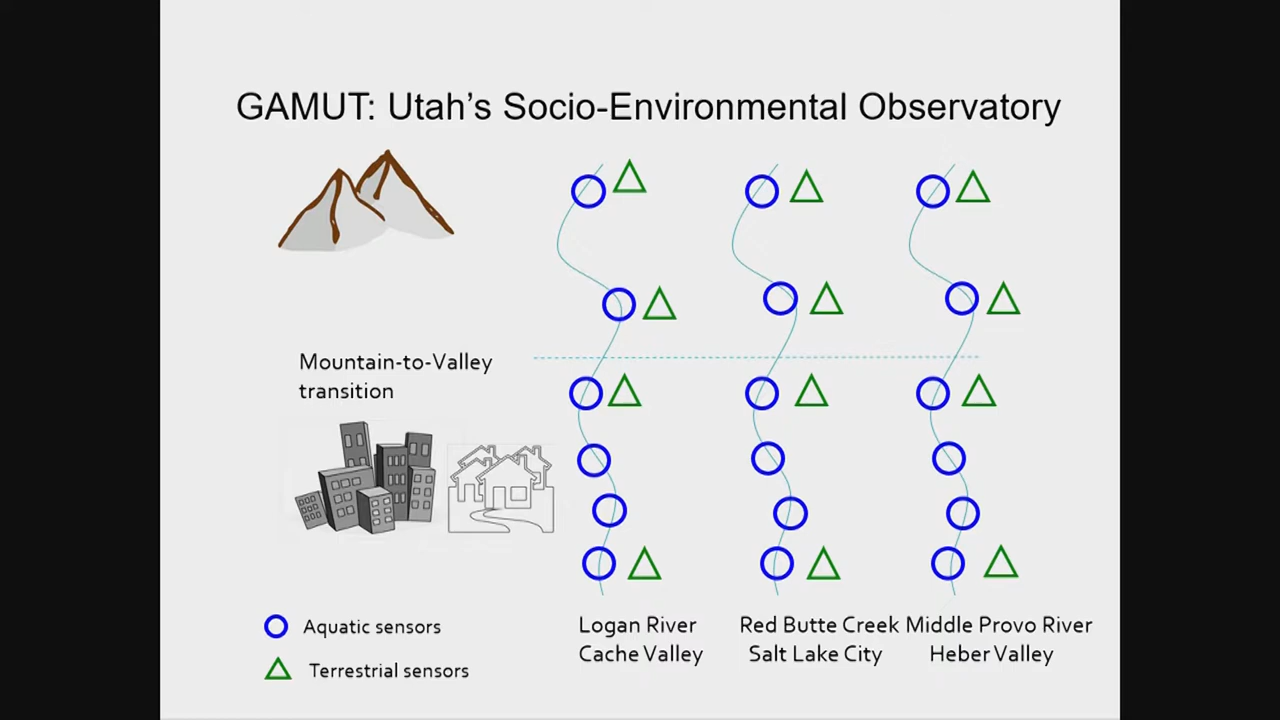 GAMUT: Utah's Socio-Environmental Observatory
Mountain-to-Valley
transition
Aquatic sensors
Terrestrial sensors
Logan River
Cache Valley
Red Butte Creek
Salt Lake City
Middle Provo River
Heber Valley